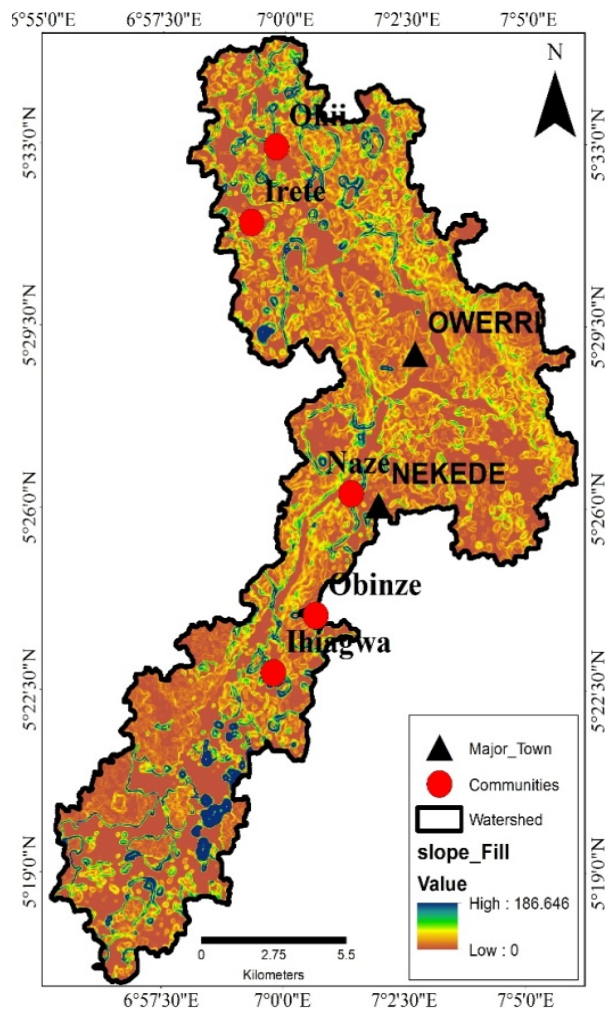 6°55'0"E 6°57'30"E 7°0'0"E 7°2'30"E 7°5'0"E
N
5°33'0"N 5°33'0"N
Ohii
Irete
5°29'30"N 5°29'30"N
OWERRI
Naze
NEKEDE
5°26'0"N 5°26'0"N
Obinze
Ihiagwa
5°22'30"N 5°22'30"N
5°19'0"N 5°19'0"N
Major_Town
Communities
Watershed
slope_Fill
Value
High : 186.646
Low : 0
0 2.75 5.5
Kilometers
6°57'30"E 7°0'0"E 7°2'30"E 7°5'0"E